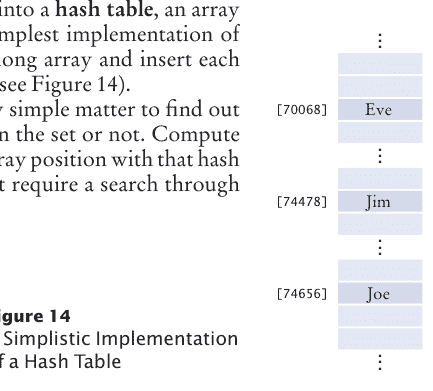 into a hash table, an array
mplest implementation of
long array and insert each
see Figure 14).
simple matter to find out
n the set or not. Compute
ray position with that hash
t require a search through
[70068] Eve
[74478] Jim
[74656] Joe
igure 14
Simplistic Implementation
f a Hash Table